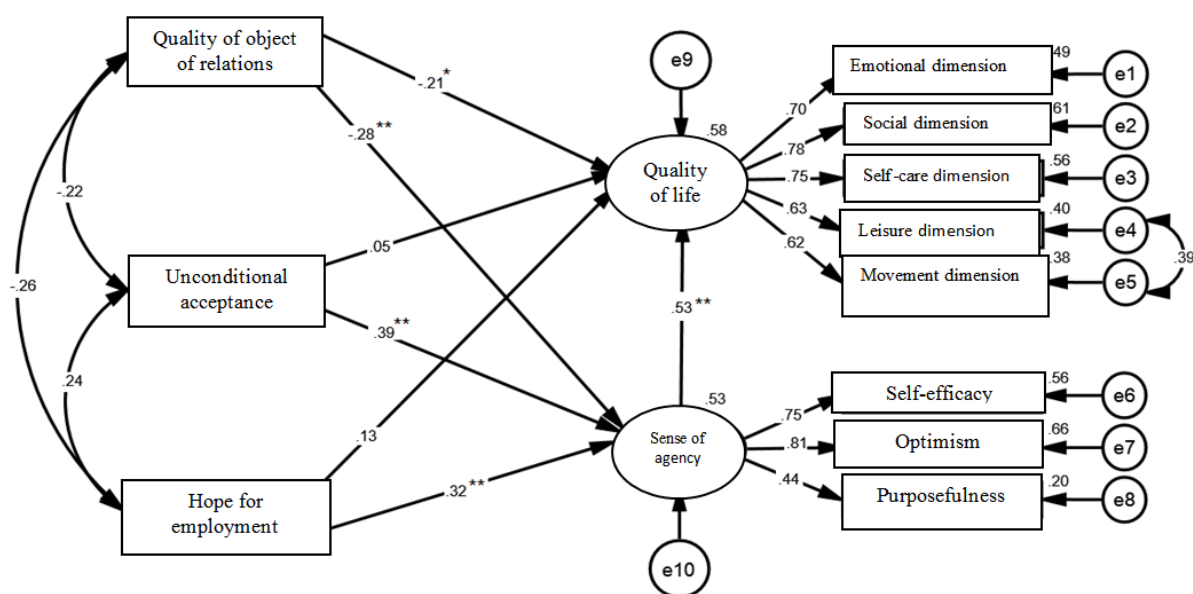 Quality of object
of relations
Unconditional
acceptance
Hope for
employment
-.22
-.26
.24
-.21*
-.28**
.05
.39**
.13
.32**
.53**
e9
.58
Quality
of life
.53
Sense of
agency
e10
.70
.78
.75
.63
.62
.49
Emotional dimension
e1
.61
Social dimension
e2
.56
Self-care dimension
e3
.40
Leisure dimension
e4
.38
Movement dimension
e5
.39
.75
.81
.44
.56
Self-efficacy
e6
.66
Optimism
e7
.20
Purposefulness
e8